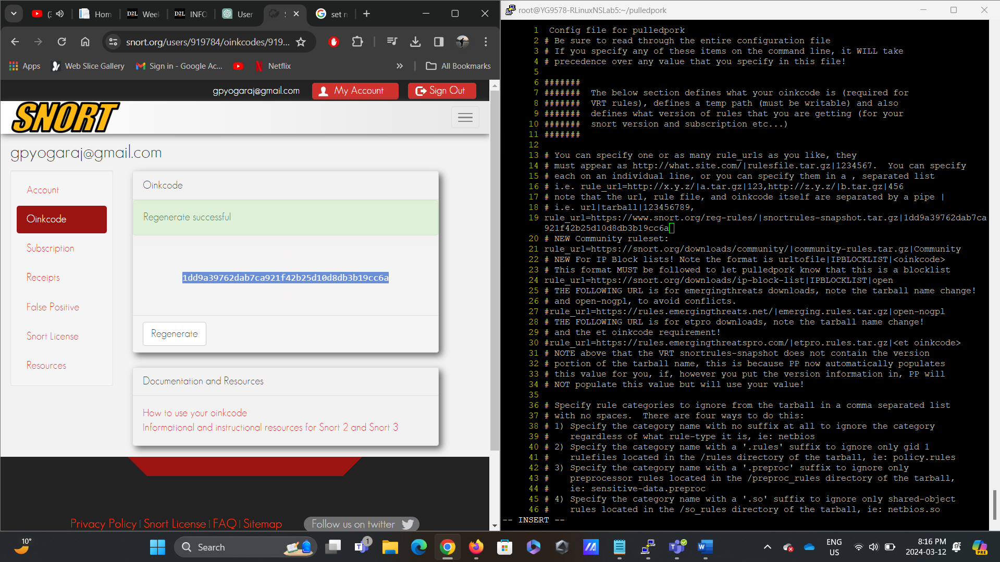 (:
Hom
D2L
Wee
D2L
INFO
User
set n
snort.org/users/919784/oinkcodes/919...
Apps
Web Slice Gallery
Sign in - Google Ac...
Netflix
»
All Bookmarks
gpyogaraj@gmail.com
My Account
Sign Out
SNORT
gpyogaraj@gmail.com
Account
Oinkcode
Subscription
Receipts
False Positive
Snort License
Resources
Oinkcode
Regenerate successful
1dd9a39762dab7ca921f42b25d10d8db3b19cc6a
Regenerate
Documentation and Resources
How to use your oinkcode
Informational and instructional resources for Snort 2 and Snort 3
Privacy Policy | Snort License | FAQ | Sitemap
Follow us on twitter
root@YG9578-RLinuxNSLab5:~/pulledpork
1  Config file for pulledpork
2 # Be sure to read through the entire configuration file
3 # If you specify any of these items on the command line, it WILL take
4 # precedence over any value that you specify in this file!
5
6 #######
7 #######  The below section defines what your oinkcode is (required for
8 #######  VRT rules), defines a temp path (must be writable) and also
9 #######  defines what version of rules that you are getting (for your
10 #######  snort version and subscription etc...)
11 #######
12
13 # You can specify one or as many rule_urls as you like, they
14 # must appear as http://what.site.com/|rulesfile.tar.gz|1234567.  You can specify
15 # each on an individual line, or you can specify them in a , separated list
16 # i.e. rule_url=http://x.y.z/|a.tar.gz|123,http://z.y.z/|b.tar.gz|456
17 # note that the url, rule file, and oinkcode itself are separated by a pipe |
18 # i.e. url|tarball|123456789,
19 rule_url=https://www.snort.org/reg-rules/|snortrules-snapshot.tar.gz|1dd9a39762dab7ca
921f42b25d10d8db3b19cc6a
20 # NEW Community ruleset:
21 rule_url=https://snort.org/downloads/community/|community-rules.tar.gz|Community
22 # NEW For IP Block lists! Note the format is urltofile|IPBLOCKLIST|<oinkcode>
23 # This format MUST be followed to let pulledpork know that this is a blocklist
24 rule_url=https://snort.org/downloads/ip-block-list|IPBLOCKLIST|open
25 # THE FOLLOWING URL is for emergingthreats downloads, note the tarball name change!
26 # and open-nogpl, to avoid conflicts.
27 #rule_url=https://rules.emergingthreats.net/|emerging.rules.tar.gz|open-nogpl
28 # THE FOLLOWING URL is for etpro downloads, note the tarball name change!
29 # and the et oinkcode requirement!
30 #rule_url=https://rules.emergingthreatspro.com/|etpro.rules.tar.gz|<et oinkcode>
31 # NOTE above that the VRT snortrules-snapshot does not contain the version
32 # portion of the tarball name, this is because PP now automatically populates
33 # this value for you, if, however you put the version information in, PP will
34 # NOT populate this value but will use your value!
35
36 # Specify rule categories to ignore from the tarball in a comma separated list
37 # with no spaces.  There are four ways to do this:
38 # 1) Specify the category name with no suffix at all to ignore the category
39 #    regardless of what rule-type it is, ie: netbios
40 # 2) Specify the category name with a '.rules' suffix to ignore only gid 1
41 #    rulefiles located in the /rules directory of the tarball, ie: policy.rules
42 # 3) Specify the category name with a '.preproc' suffix to ignore only
43 #    preprocessor rules located in the /preproc_rules directory of the tarball,
44 #    ie: sensitive-data.preproc
45 # 4) Specify the category name with a '.so' suffix to ignore only shared-object
46 #    rules located in the /so_rules directory of the tarball, ie: netbios.so
-- INSERT --
10°
Search
1
ENG
US
8:16 PM
2024-03-12
PRE